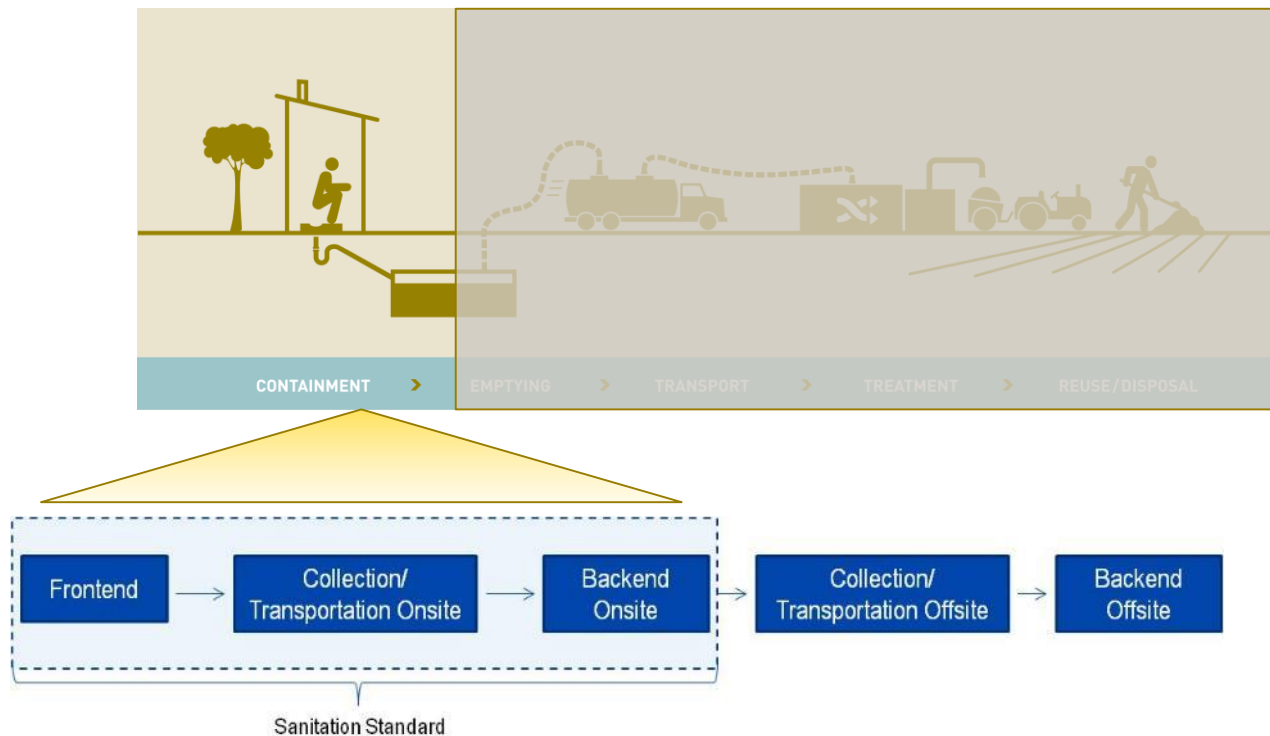 CONTAINMENT > EMPTYING > TRANSPORT > TREATMENT > REUSE/DISPOSAL
Frontend
Collection/
Transportation Onsite
Backend
Onsite
Collection/
Transportation Offsite
Backend
Offsite
Sanitation Standard